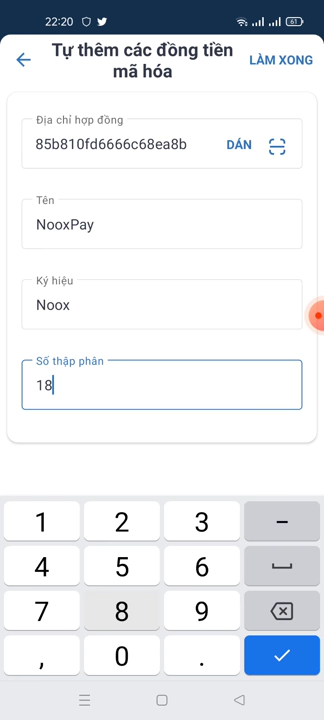 22:20
61
Tự thêm các đồng tiền
mã hóa
LÀM XONG
Địa chỉ hợp đồng
85b810fd6666c68ea8b
DÁN
Tên
NooxPay
Ký hiệu
Noox
Số thập phân
18
1 2 3 –
4 5 6
7 8 9
, 0 .